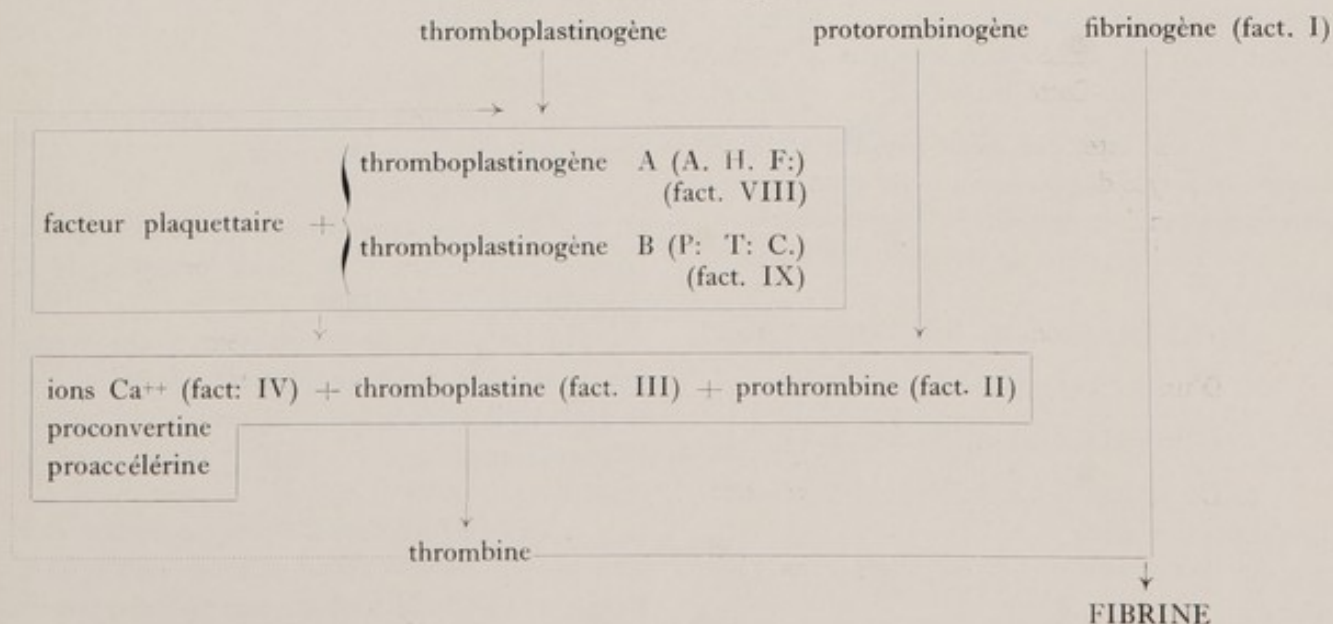 thromboplastinogène protorombinogène fibrinogène (fact. I)
thromboplastinogène A (A. H. F:)
(fact. VIII)
facteur plaquettaire +
thromboplastinogène B (P: T: C.)
(fact. IX)
ions Ca++ (fact: IV) + thromboplastine (fact. III) + prothrombine (fact. II)
proconvertine
proaccélérine
thrombine
FIBRINE